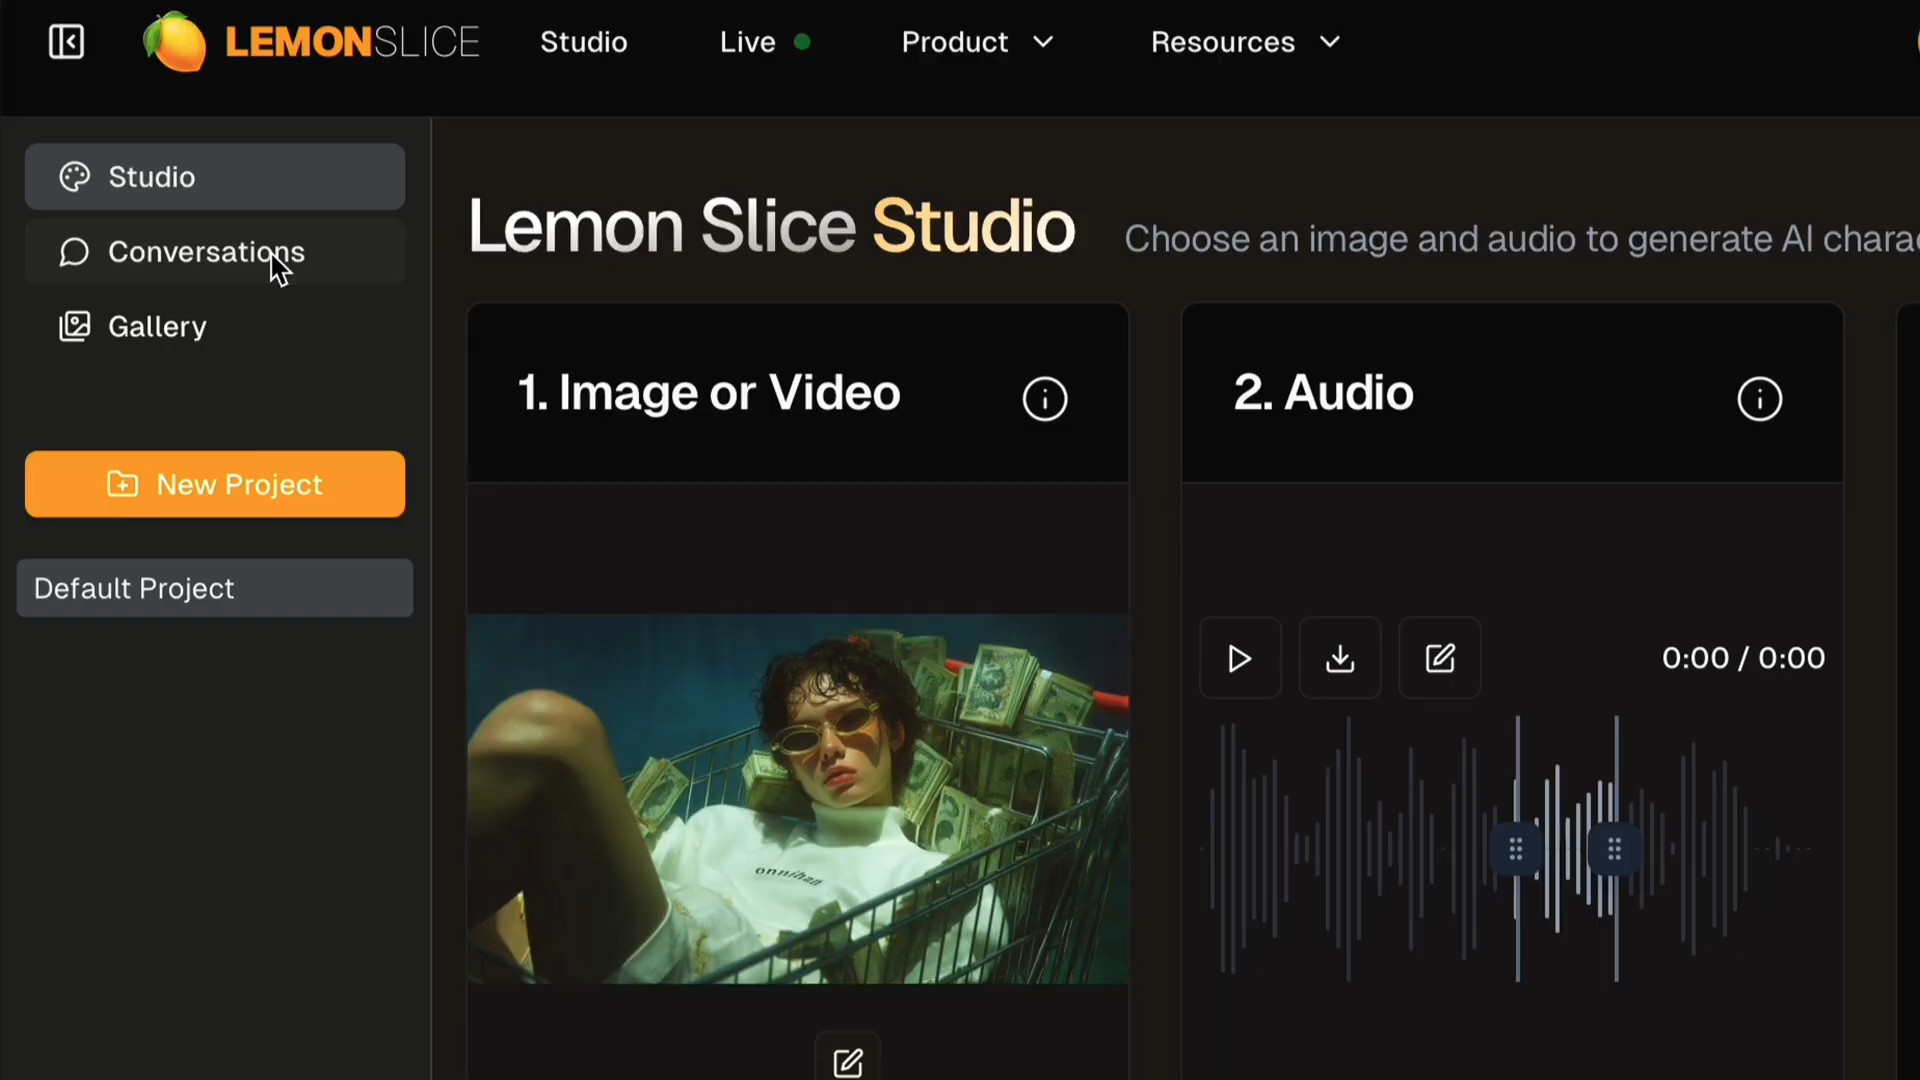 LEMONSLICE
Studio
Live
Product
Resources
Studio
Conversations
Gallery
New Project
Default Project
Lemon Slice Studio
Choose an image and audio to generate AI
1. Image or Video
2. Audio
0:00 / 0:00
onnihan